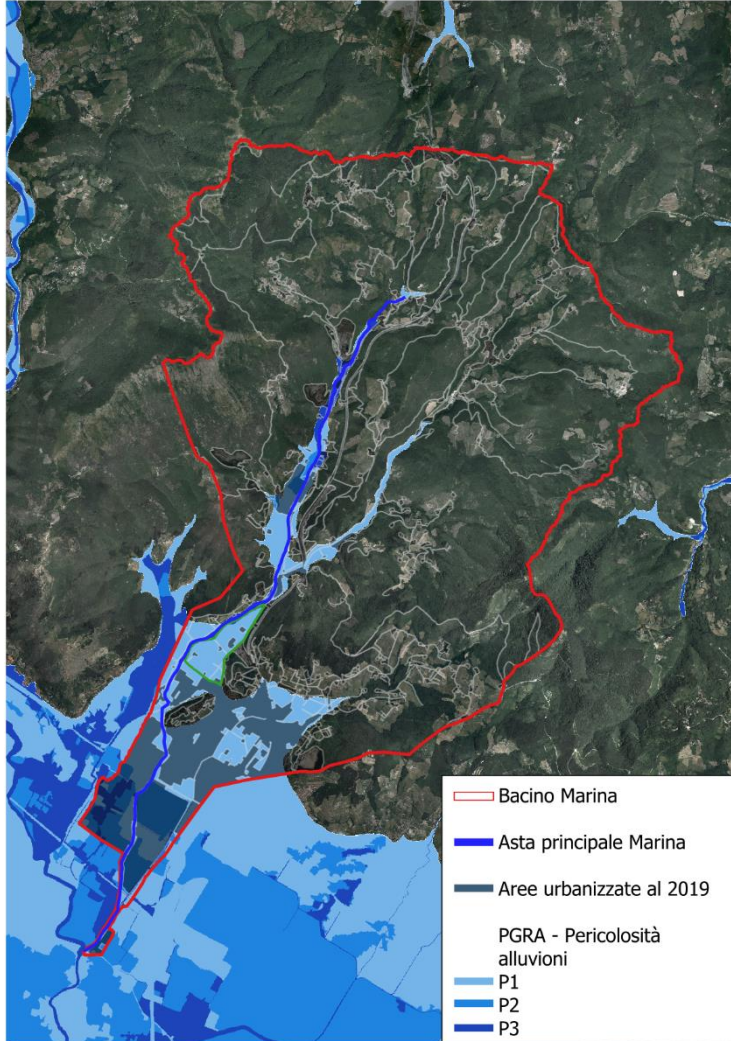 Bacino Marina
Asta principale Marina
Aree urbanizzate al 2019
PGRA - Pericolosità
alluvioni
P1
P2
P3